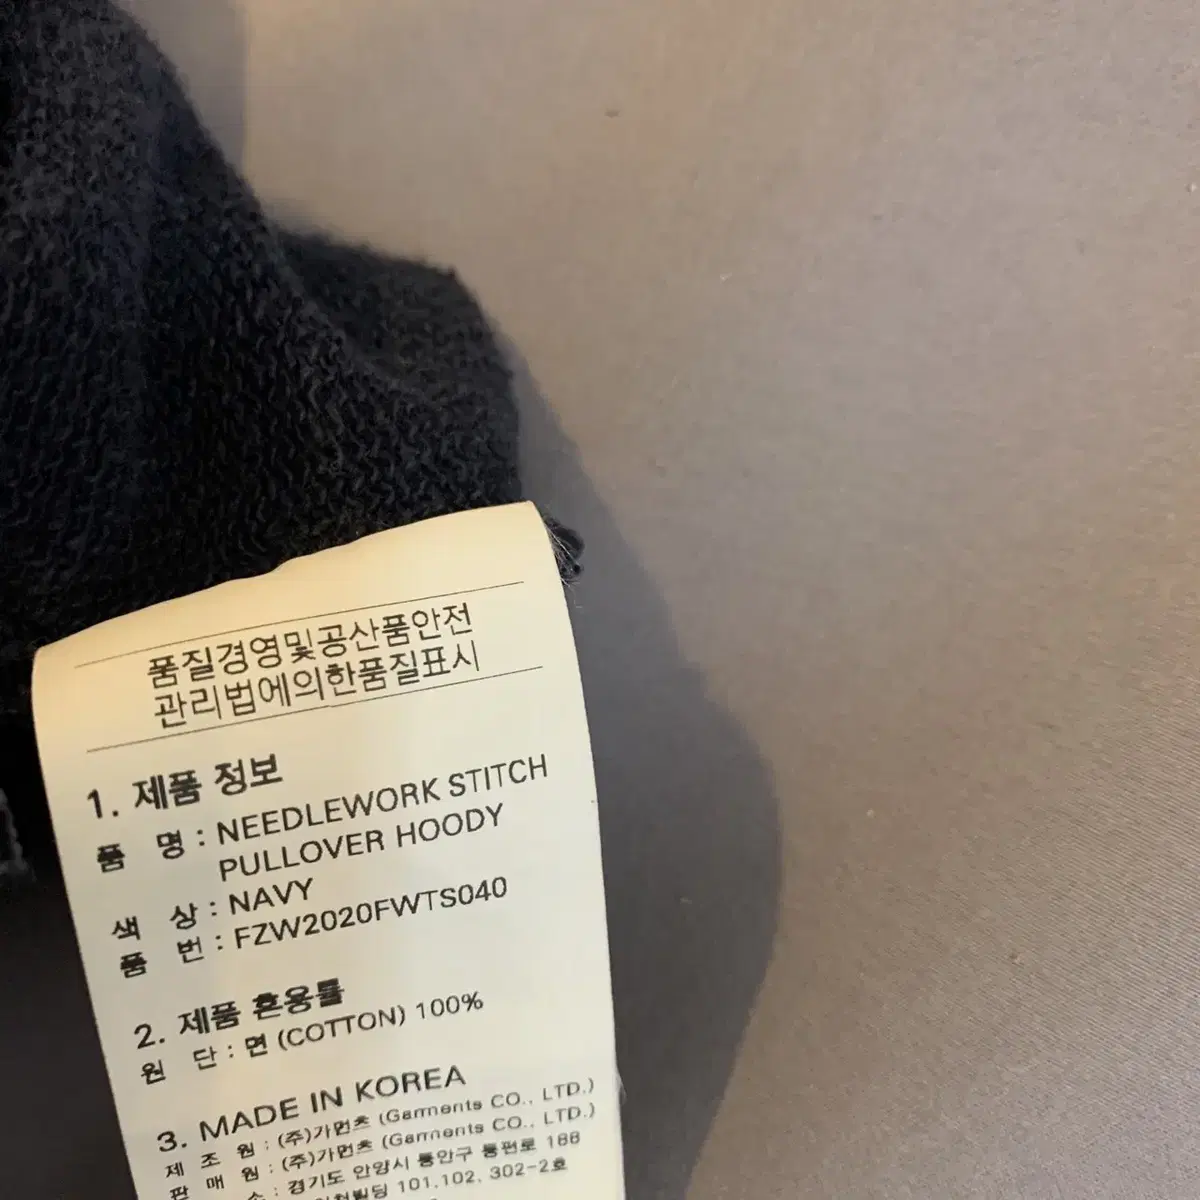 품질경영및공산품안전
관리법에의한품질표시
1. 제품 정보
품 명 : NEEDLEWORK STITCH
PULLOVER HOODY
색 상 : NAVY
품 번 : FZW2020FWTS040
2. 제품 혼용률
원 단 : 면 (COTTON) 100%
3. MADE IN KOREA
제 조 원 : (주)가먼츠 (Garments CO., LTD.)
판 매 원 : (주)가먼츠 (Garments CO., LTD.)
소 : 경기도 안양시 동안구 통편로 188
빌딩 101,102, 302-2호